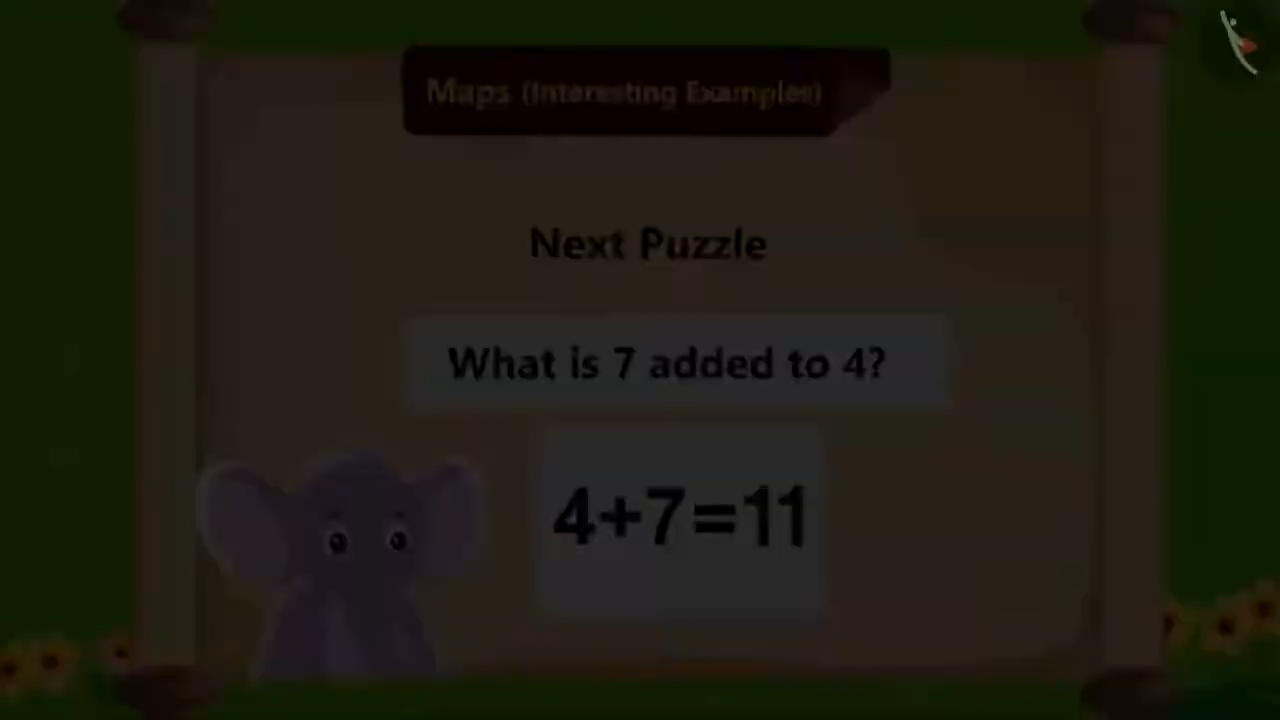 Maps (Interesting Examples)
Next Puzzle
What is 7 added to 4?
4+7=11